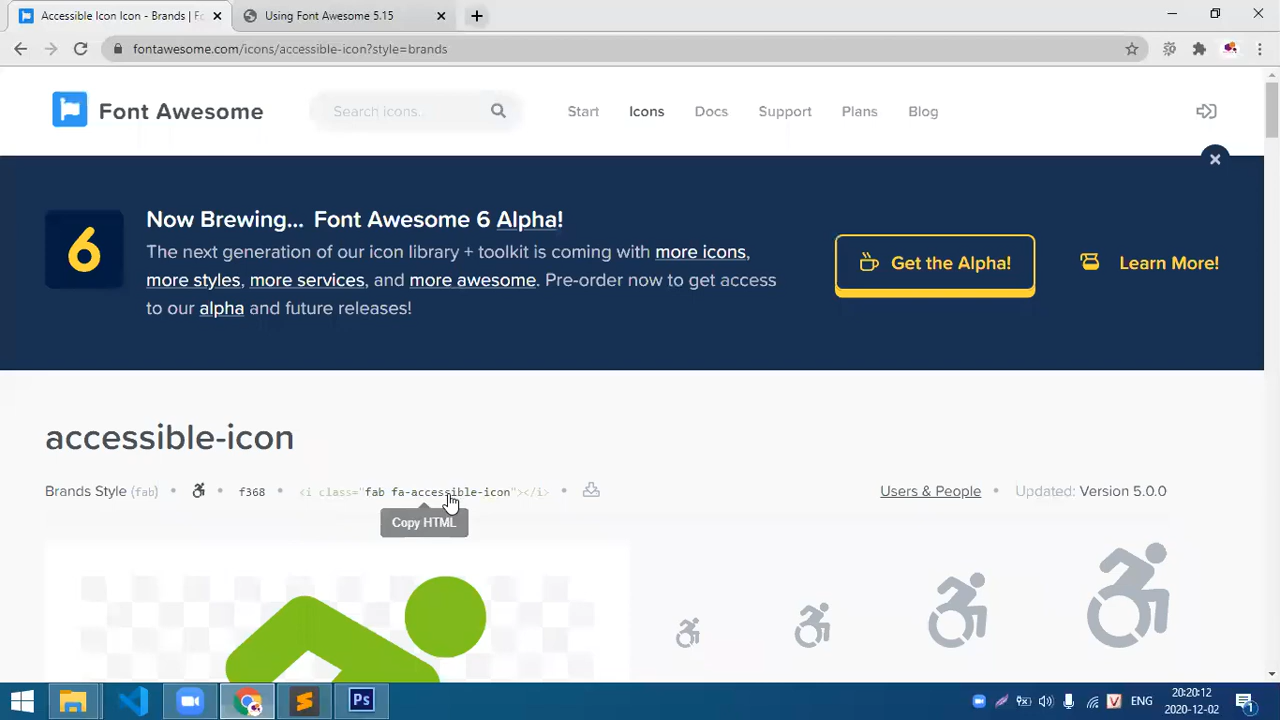 Accessible Icon Icon - Brands | Fo
Using Font Awesome 5.15
fontawesome.com/icons/accessible-icon?style=brands
Font Awesome
Search icons.
Start
Icons
Docs
Support
Plans
Blog
6
Now Brewing... Font Awesome 6 Alpha!
The next generation of our icon library + toolkit is coming with more icons,
more styles, more services, and more awesome. Pre-order now to get access
to our alpha and future releases!
Get the Alpha!
Learn More!
accessible-icon
Brands Style (fab) • • f368 • <i class="fab fa-accessible-icon"></i> •
Users & People • Updated: Version 5.0.0
Copy HTML
Ps
V
ENG
20:20:12
2020-12-02
1